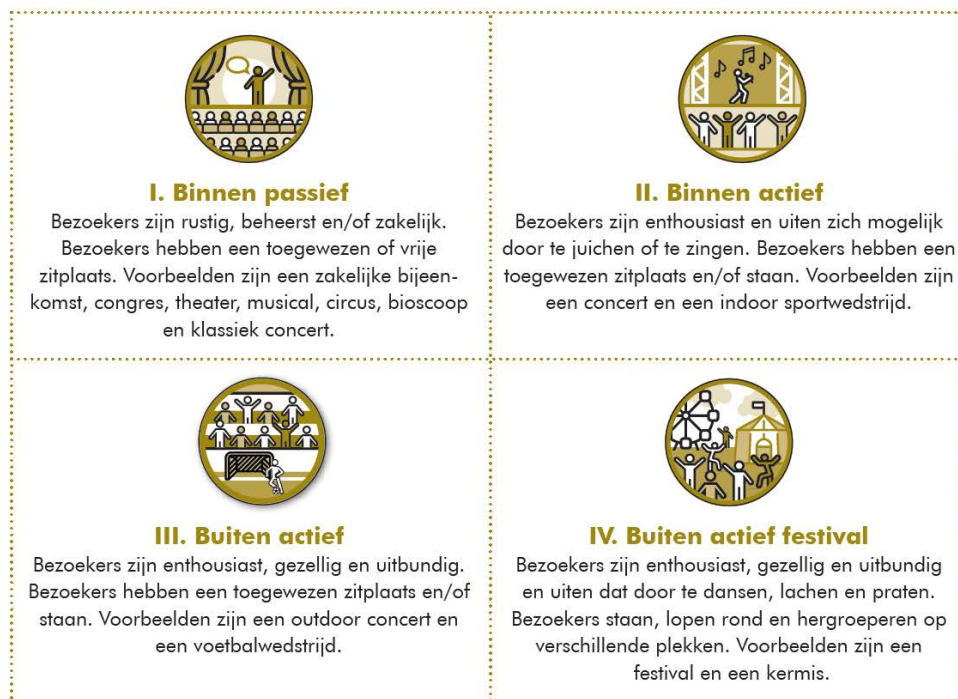 I. Binnen passief
Bezoekers zijn rustig, beheerst en/of zakelijk.
Bezoekers hebben een toegewezen of vrije
zitplaats. Voorbeelden zijn een zakelijke bijeen-
komst, congres, theater, musical, circus, bioscoop
en klassiek concert.
II. Binnen actief
Bezoekers zijn enthousiast en uiten zich mogelijk
door te juichen of te zingen. Bezoekers hebben een
toegewezen zitplaats en/of staan. Voorbeelden zijn
een concert en een indoor sportwedstrijd.
III. Buiten actief
Bezoekers zijn enthousiast, gezellig en uitbundig.
Bezoekers hebben een toegewezen zitplaats en/of
staan. Voorbeelden zijn een outdoor concert en
een voetbalwedstrijd.
IV. Buiten actief festival
Bezoekers zijn enthousiast, gezellig en uitbundig
en uiten dat door te dansen, lachen en praten.
Bezoekers staan, lopen rond en hergroeperen op
verschillende plekken. Voorbeelden zijn een
festival en een kermis.